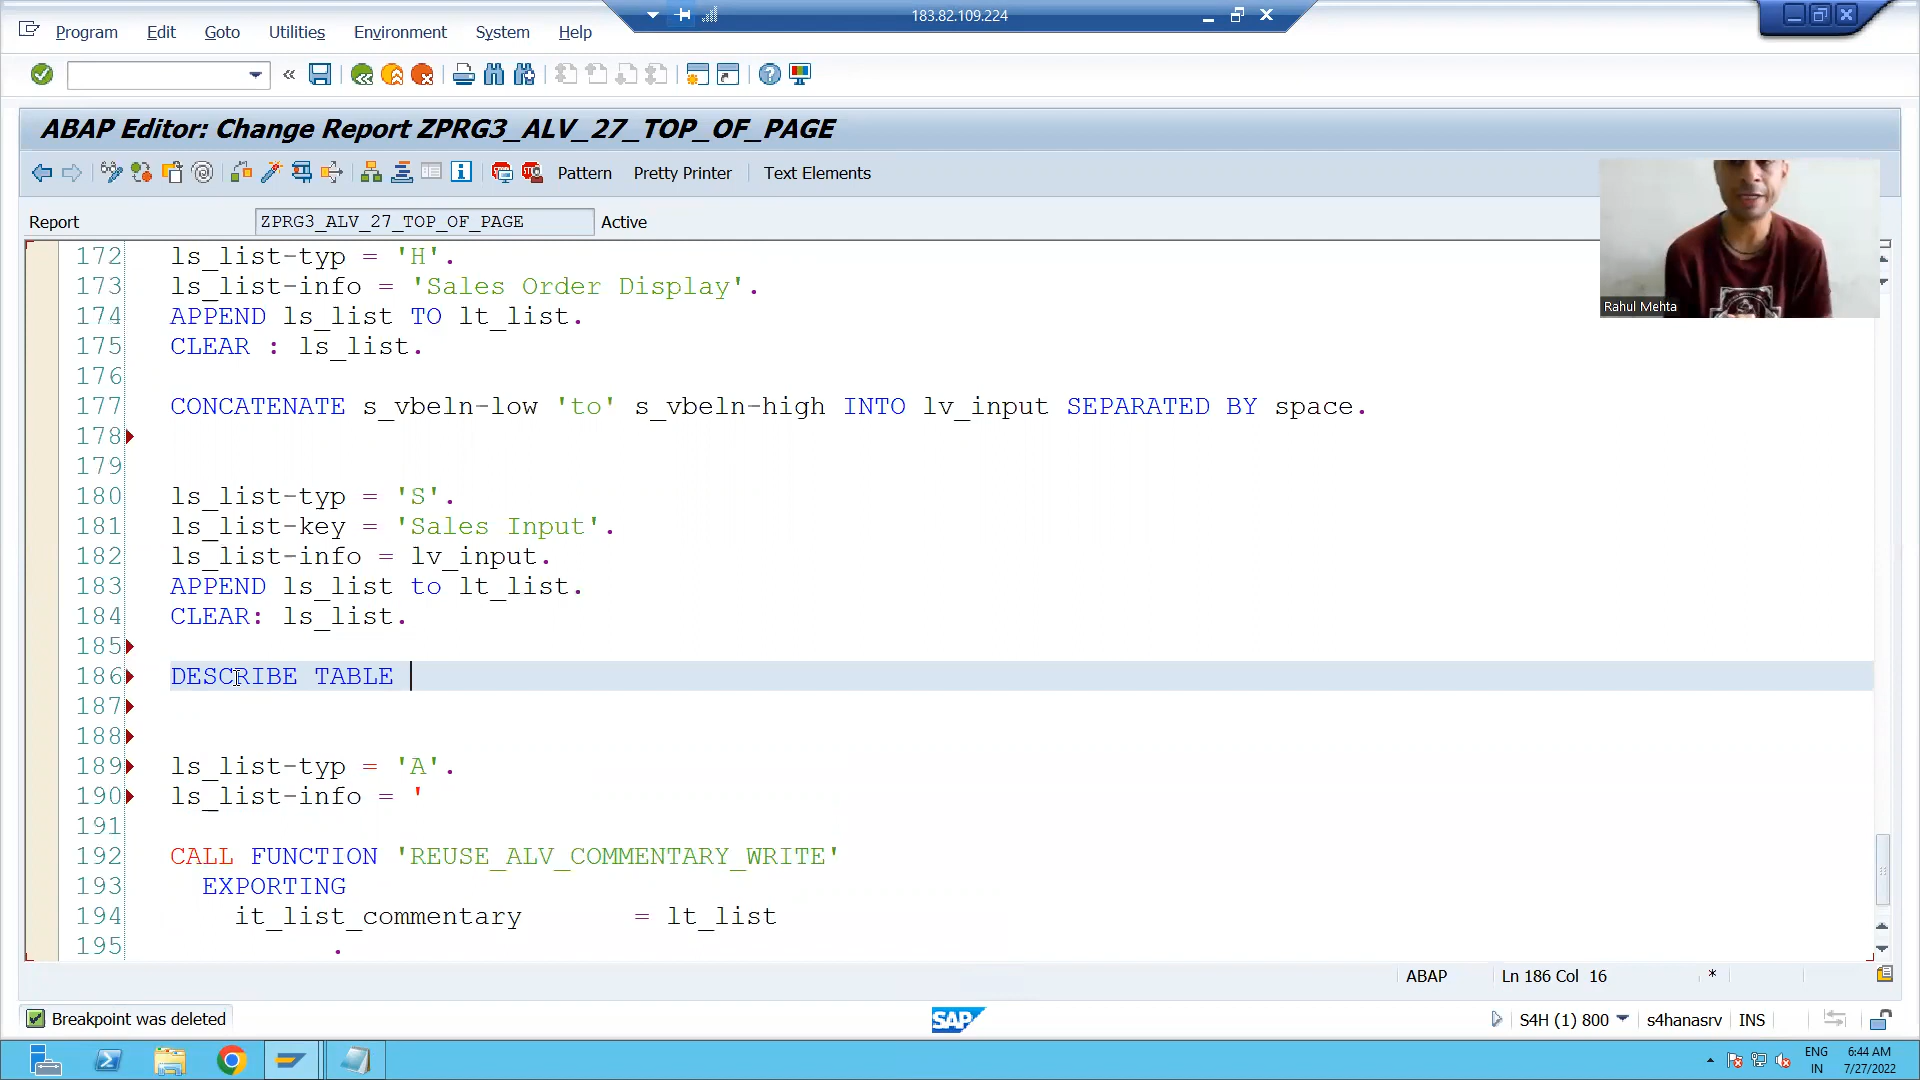 183.82.109.224
Program Edit Goto Utilities Environment System Help
ABAP Editor: Change Report ZPRG3_ALV_27_TOP_OF_PAGE
Pattern Pretty Printer Text Elements
Report ZPRG3_ALV_27_TOP_OF_PAGE Active
Rahul Mehta
172 ls_list-typ = 'H'.
173 ls_list-info = 'Sales Order Display'.
174 APPEND ls_list TO lt_list.
175 CLEAR : ls_list.
176
177 CONCATENATE s_vbeln-low 'to' s_vbeln-high INTO lv_input SEPARATED BY space.
178
179
180 ls_list-typ = 'S'.
181 ls_list-key = 'Sales Input'.
182 ls_list-info = lv_input.
183 APPEND ls_list to lt_list.
184 CLEAR: ls_list.
185
186 DESCRIBE TABLE
187
188
189 ls_list-typ = 'A'.
190 ls_list-info = '
191
192 CALL FUNCTION 'REUSE_ALV_COMMENTARY_WRITE'
193 EXPORTING
194 it_list_commentary = lt_list
195 .
ABAP Ln 186 Col 16 *
Breakpoint was deleted SAP S4H (1) 800 s4hanasrv INS
ENG 6:44 AM
IN 7/27/2022